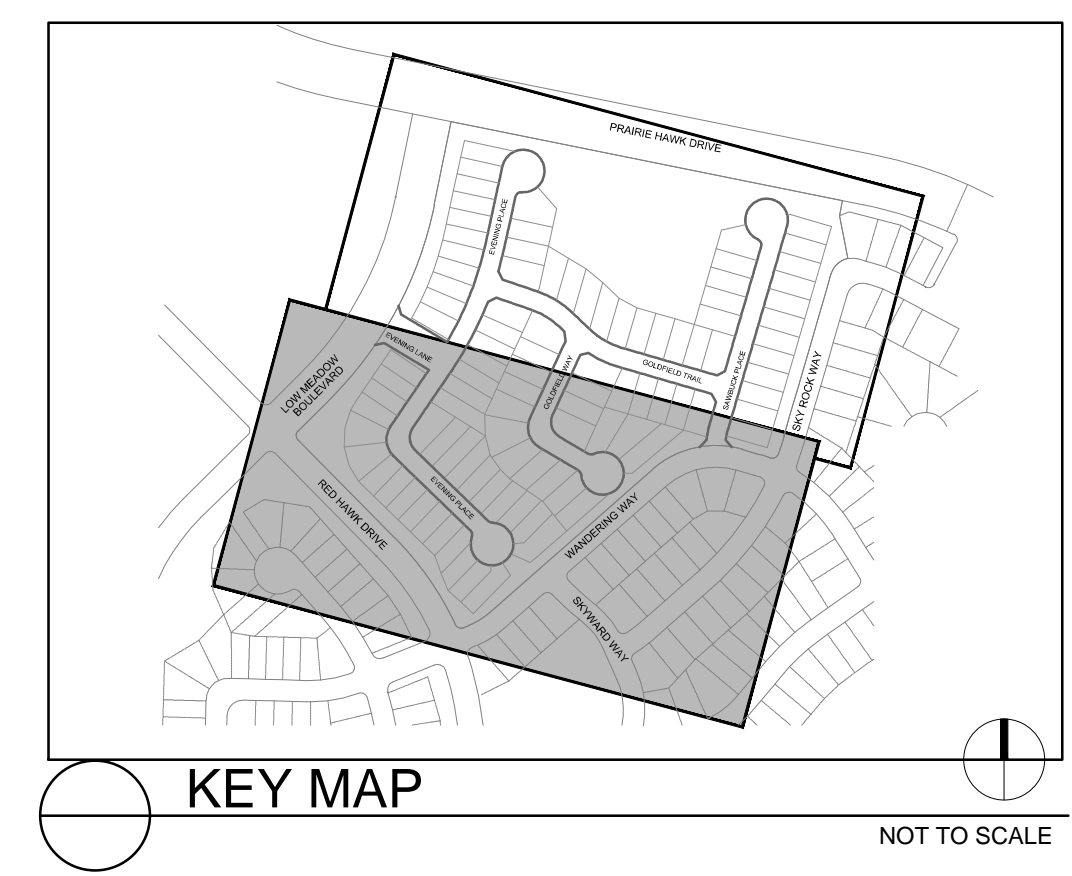 PRAIRIE HAWK DRIVE
EVENING PLACE
EVENING LANE
GOLDFIELD WAY
GOLDFIELD TRAIL
SAWBUCK PLACE
SKY ROCK WAY
LOW MEADOW
BOULEVARD
RED HAWK DRIVE
EVENING PLACE
WANDERING WAY
SKYWARD WAY
KEY MAP
NOT TO SCALE